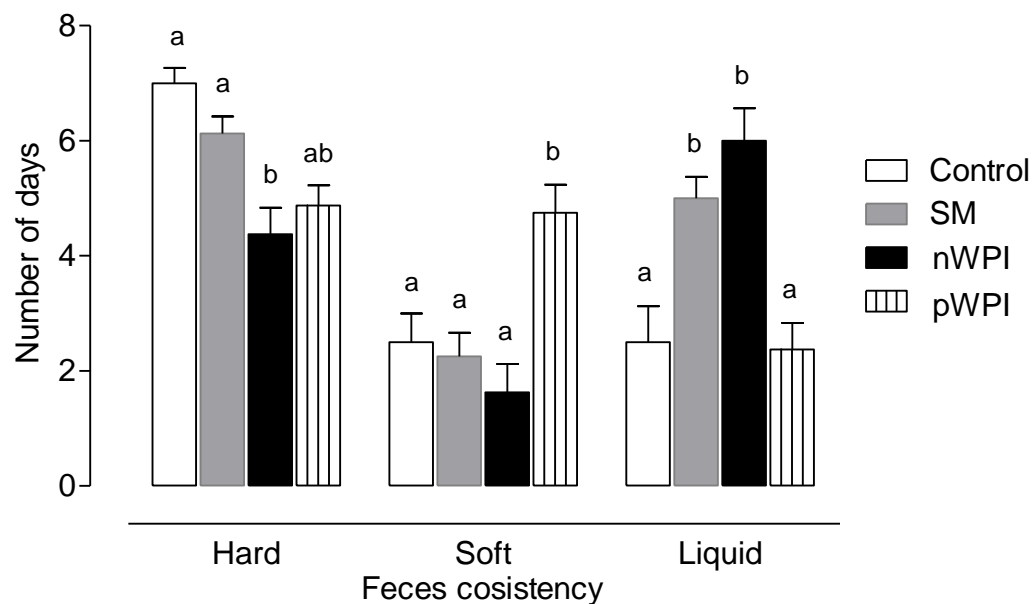 Number of days
8
6
4
2
0
a
a
b
ab
a
a
a
b
a
b
b
a
Hard
Soft
Liquid
Feces cosistency
Control
SM
nWPI
pWPI